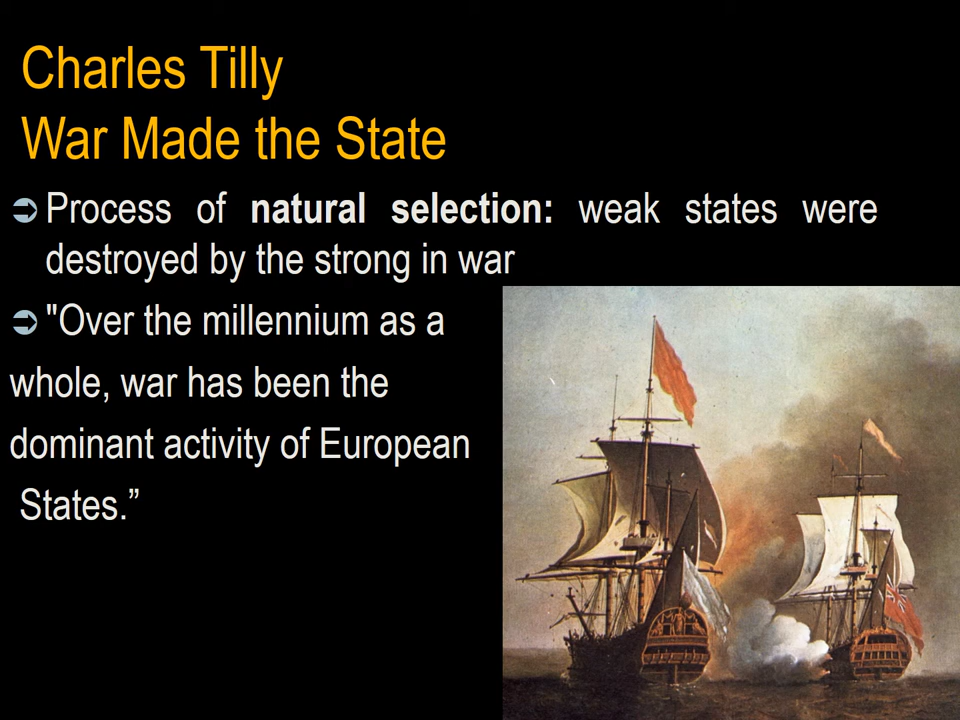 Charles Tilly
War Made the State
➲ Process of natural selection: weak states were
destroyed by the strong in war
➲ "Over the millennium as a
whole, war has been the
dominant activity of European
States.”